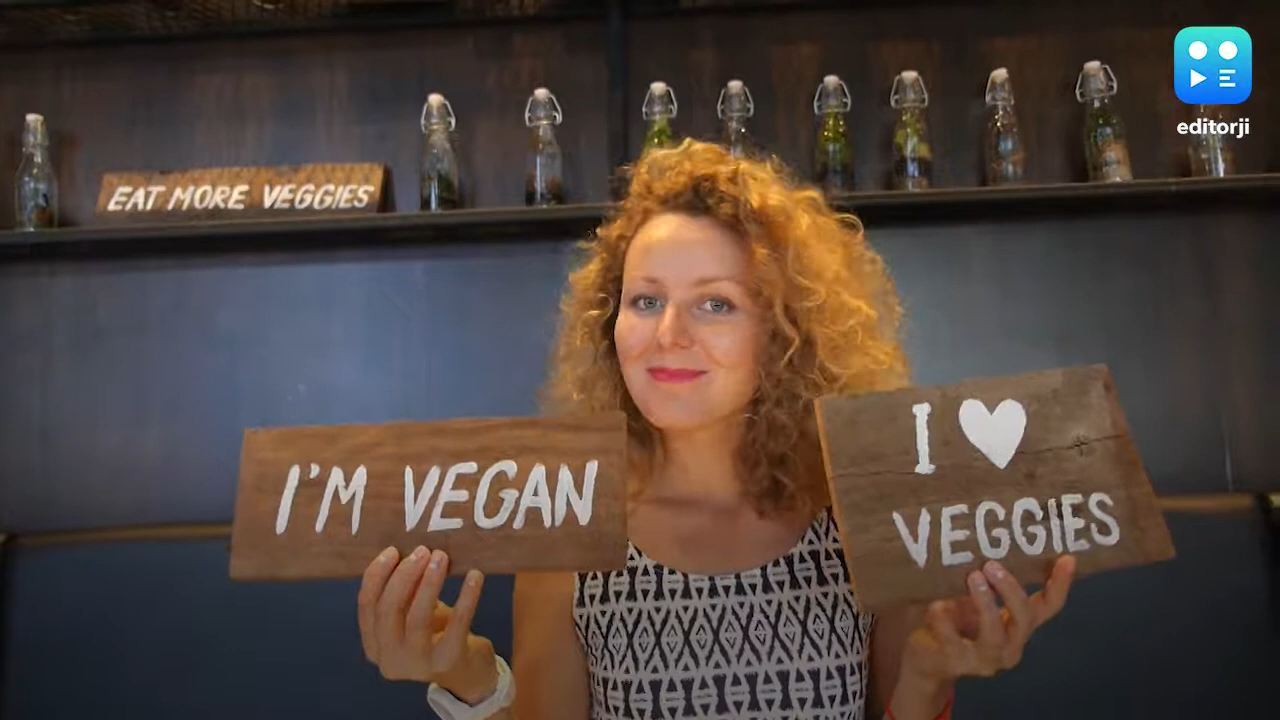 editorji
EAT MORE VEGGIES
I'M VEGAN
I ♥
VEGGIES